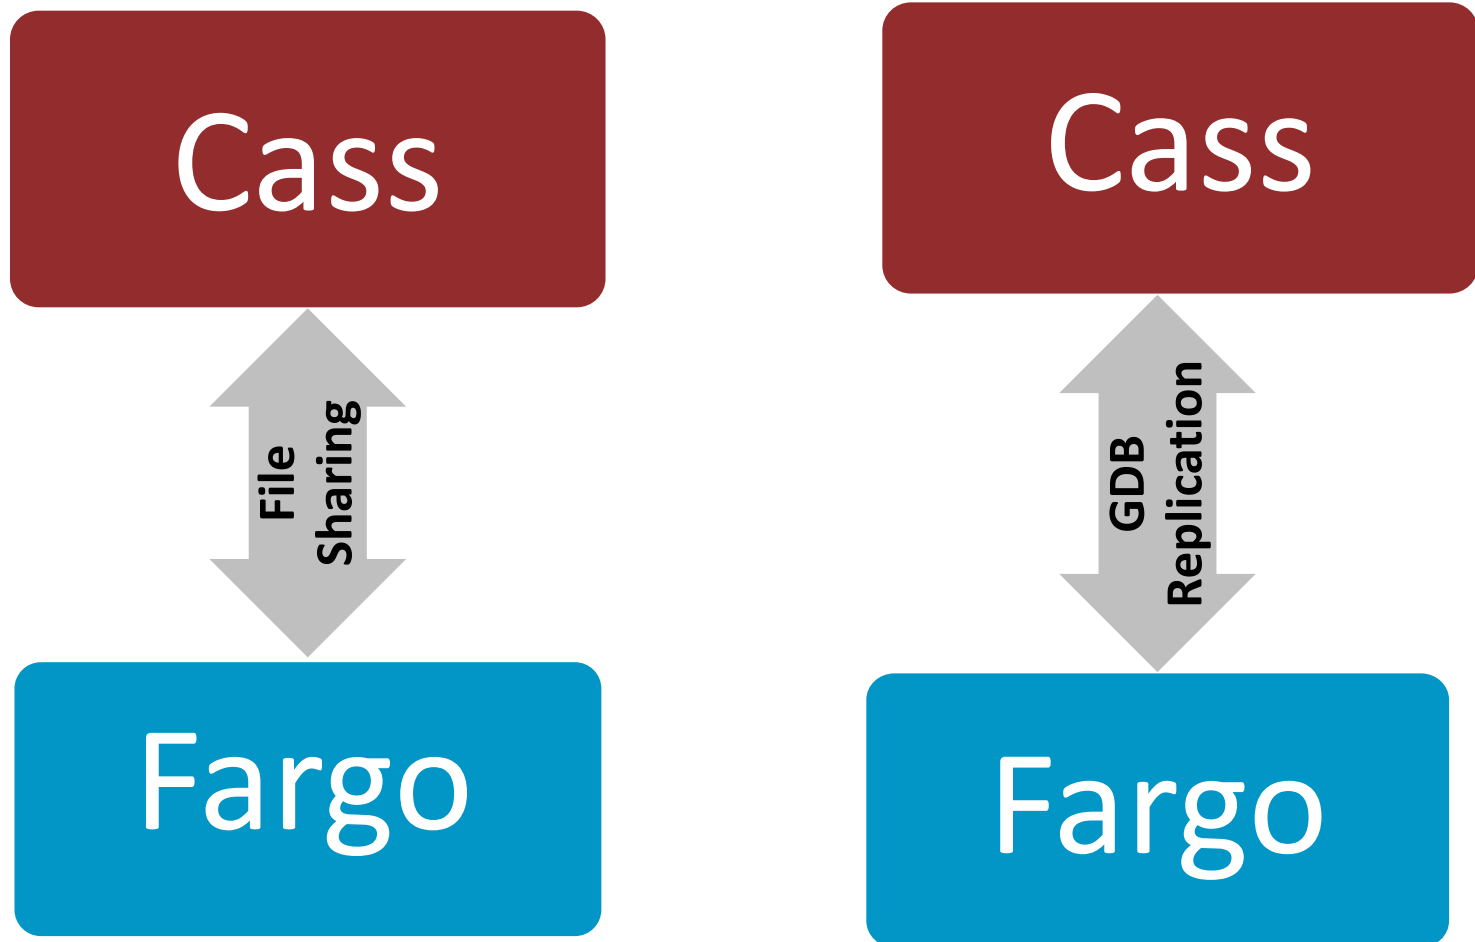 Cass
File
Sharing
Fargo
Cass
GDB
Replication
Fargo